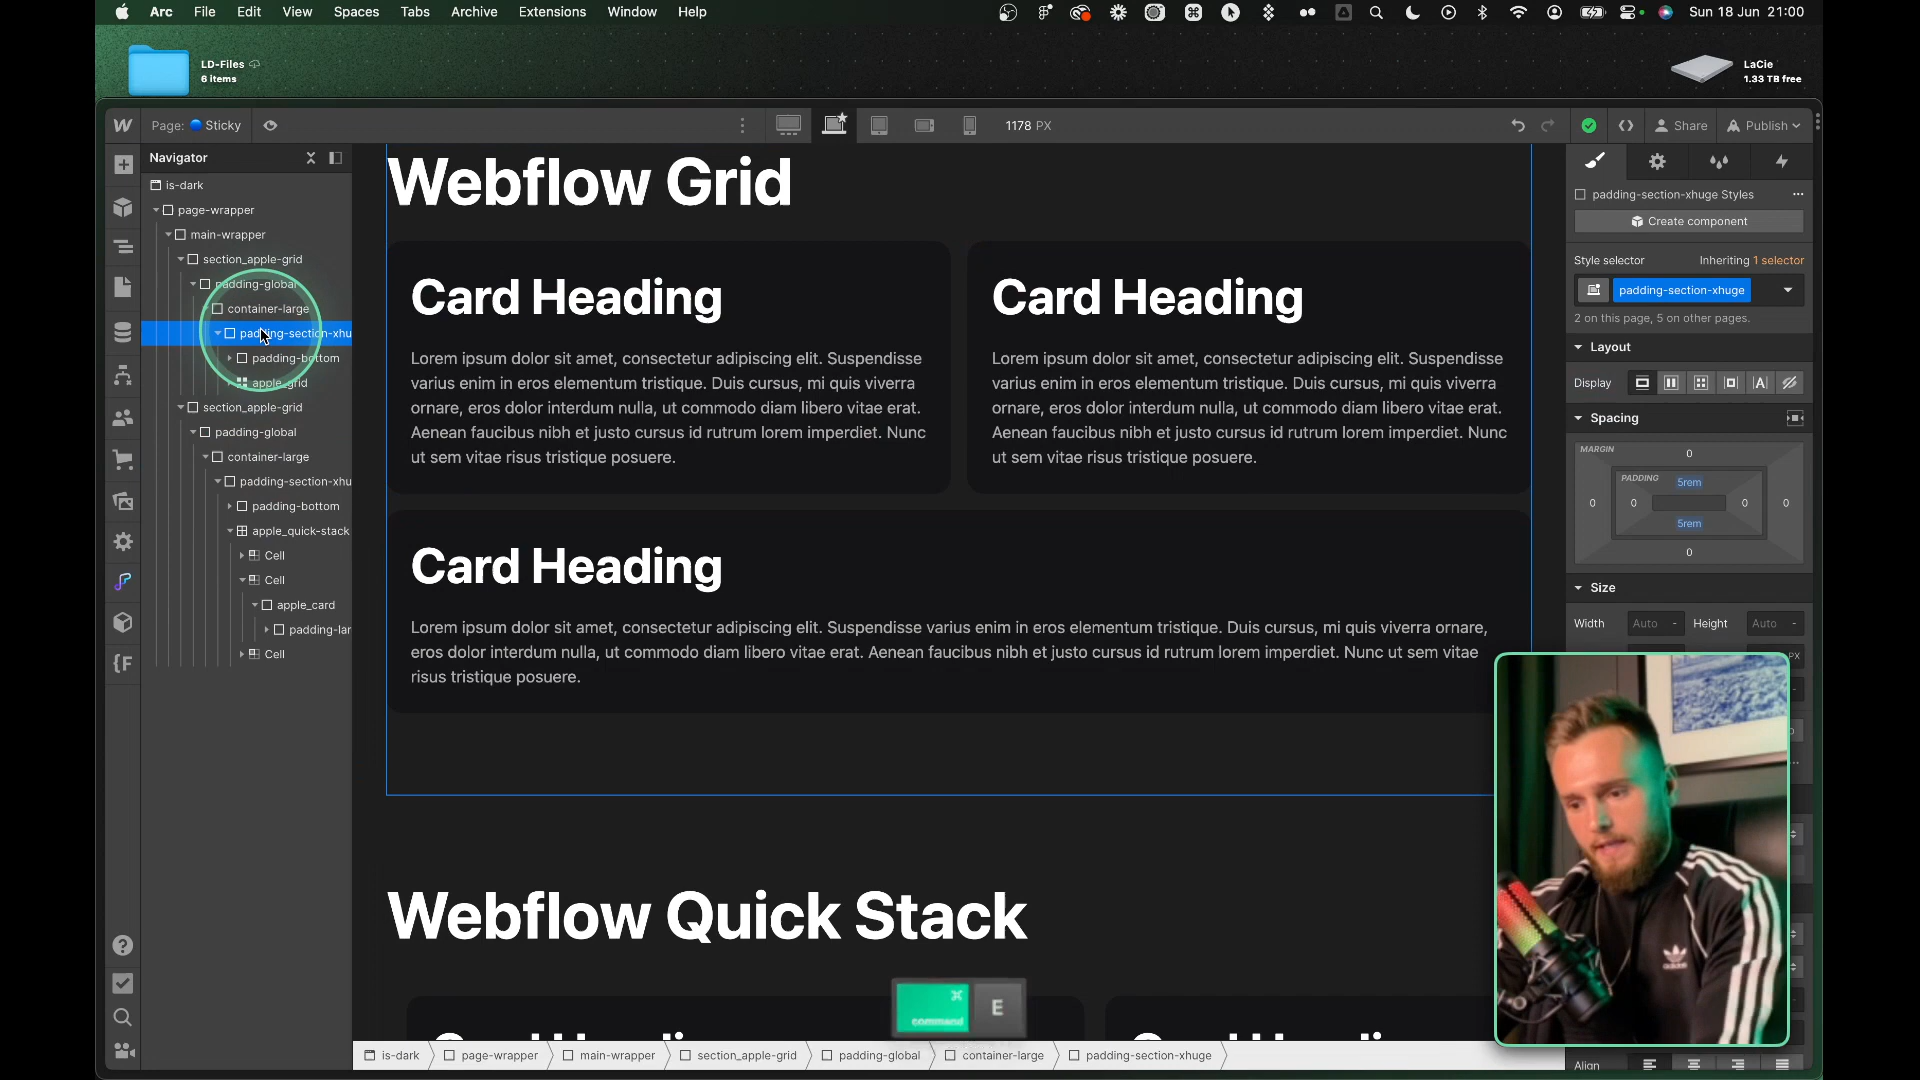 Arc File Edit View Spaces Tabs Archive Extensions Window Help
Sun 18 Jun 21:00
LD-Files
6 items
LaCie
1.33 TB free
Page: Sticky
1178 PX
Share
Publish
Navigator
is-dark
page-wrapper
main-wrapper
section_apple-grid
padding-global
container-large
padding-section-xhu
padding-bottom
apple_grid
section_apple-grid
padding-global
container-large
padding-section-xhu
padding-bottom
apple_quick-stack
Cell
Cell
apple_card
padding-lar
Cell
Webflow Grid
Card Heading
Lorem ipsum dolor sit amet, consectetur adipiscing elit. Suspendisse
varius enim in eros elementum tristique. Duis cursus, mi quis viverra
ornare, eros dolor interdum nulla, ut commodo diam libero vitae erat.
Aenean faucibus nibh et justo cursus id rutrum lorem imperdiet. Nunc
ut sem vitae risus tristique posuere.
Card Heading
Lorem ipsum dolor sit amet, consectetur adipiscing elit. Suspendisse
varius enim in eros elementum tristique. Duis cursus, mi quis viverra
ornare, eros dolor interdum nulla, ut commodo diam libero vitae erat.
Aenean faucibus nibh et justo cursus id rutrum lorem imperdiet. Nunc
ut sem vitae risus tristique posuere.
Card Heading
Lorem ipsum dolor sit amet, consectetur adipiscing elit. Suspendisse varius enim in eros elementum tristique. Duis cursus, mi quis viverra ornare,
eros dolor interdum nulla, ut commodo diam libero vitae erat. Aenean faucibus nibh et justo cursus id rutrum lorem imperdiet. Nunc ut sem vitae
risus tristique posuere.
Webflow Quick Stack
⌘
command
E
is-dark
page-wrapper
main-wrapper
section_apple-grid
padding-global
container-large
padding-section-xhuge
padding-section-xhuge Styles
Create component
Style selector
Inheriting 1 selector
padding-section-xhuge
2 on this page, 5 on other pages.
Layout
Display
Spacing
MARGIN
0
PADDING
5rem
0 0 0 0
5rem
0
Size
Width Auto - Height Auto -
PX
adidas
Align